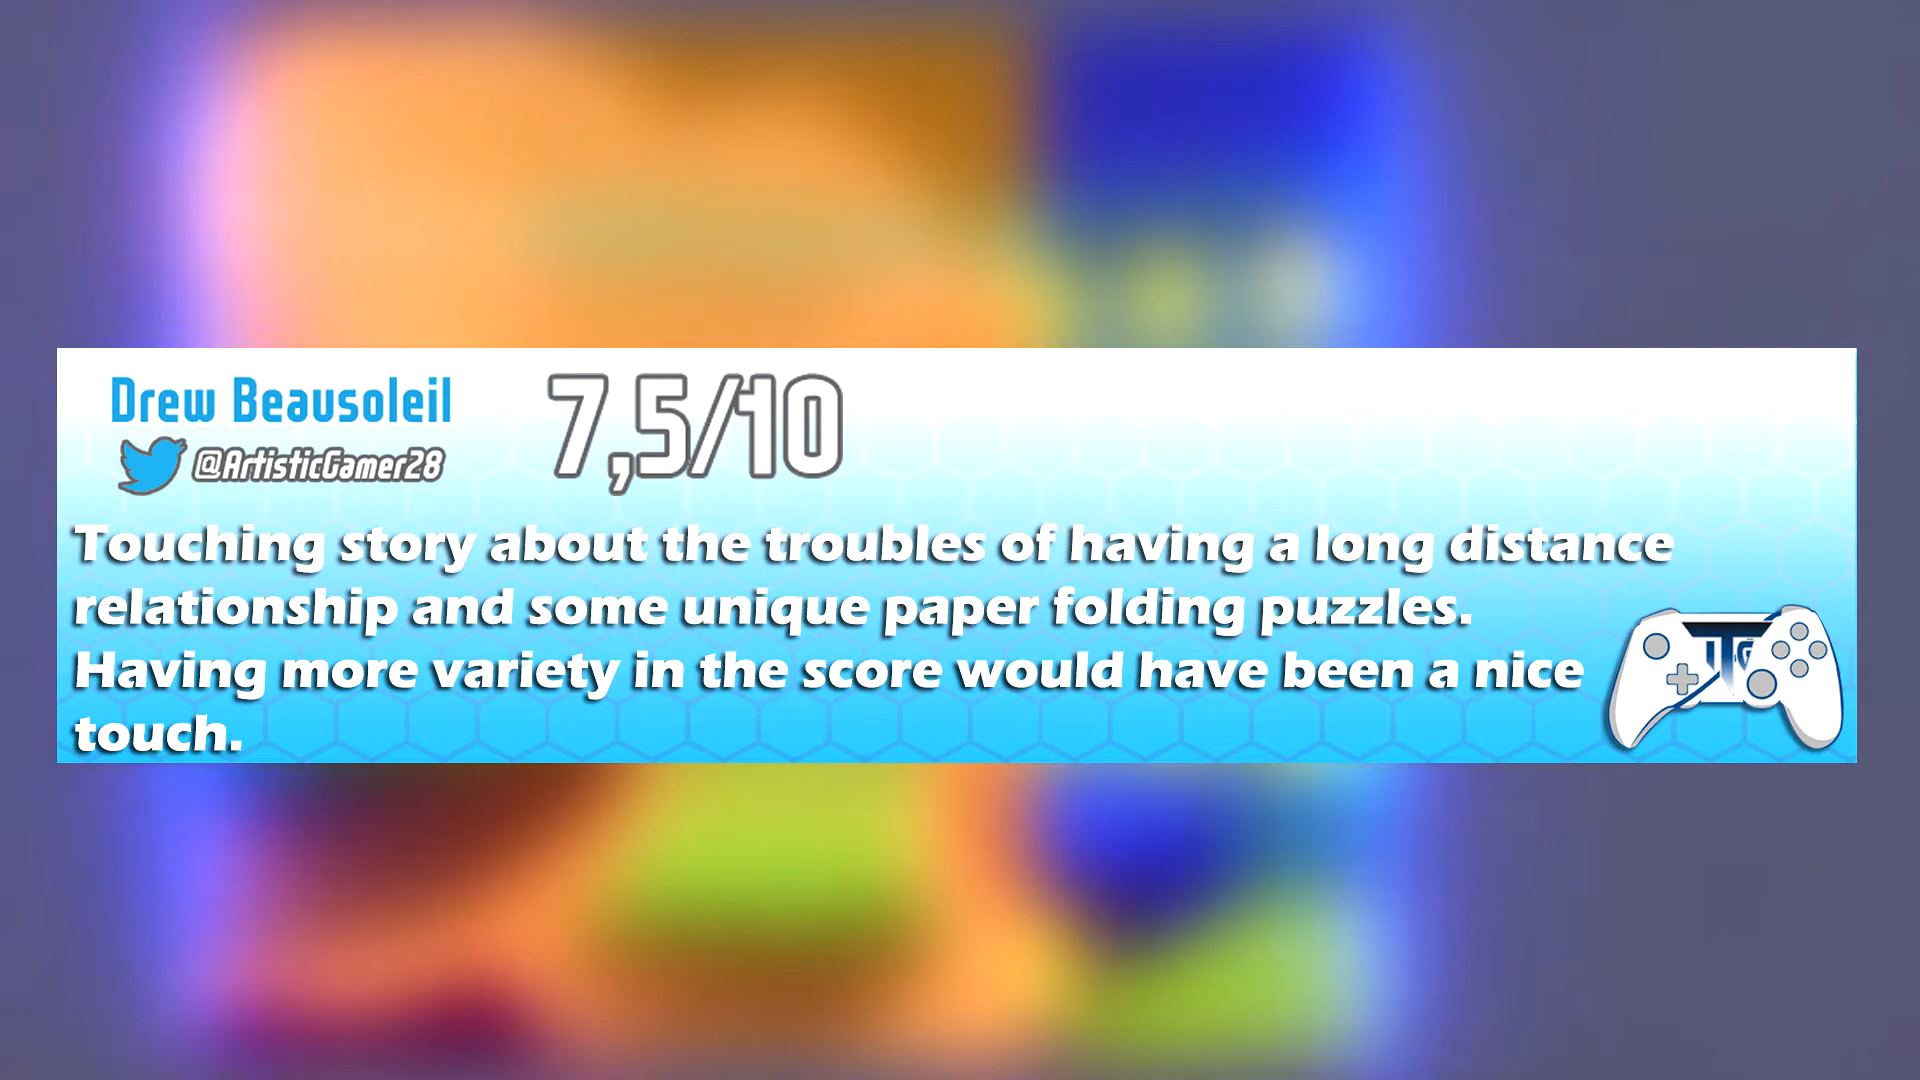 Drew Beausoleil
7,5/10
@ArtisticGamer28
Touching story about the troubles of having a long distance
relationship and some unique paper folding puzzles.
Having more variety in the score would have been a nice
touch.